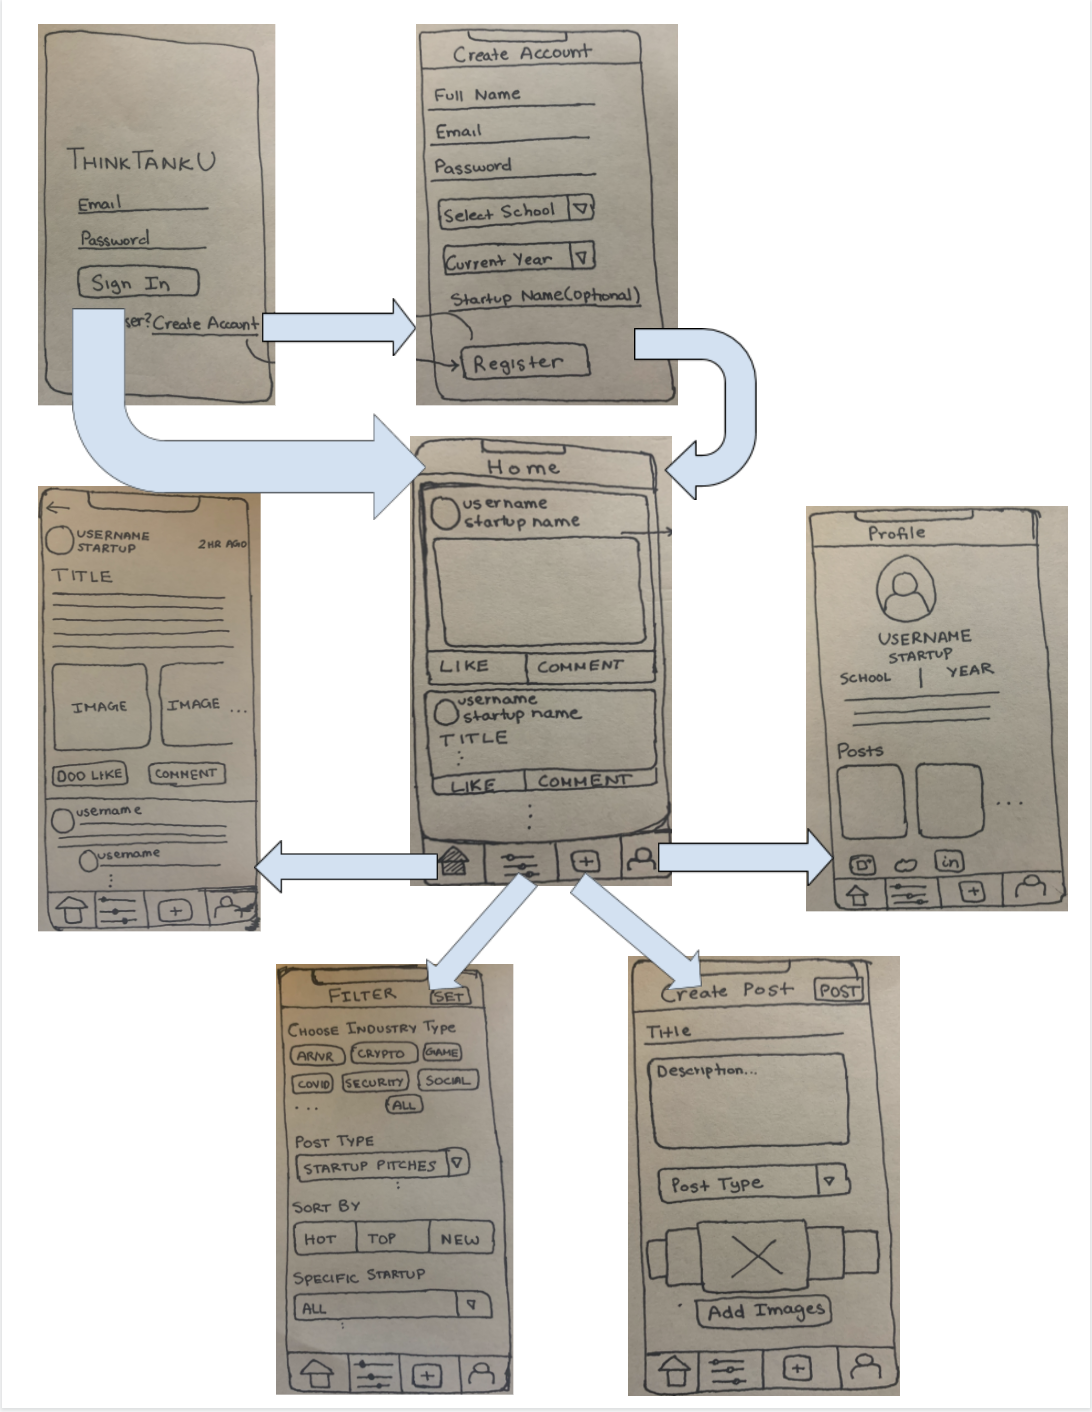 THINKTANKU
Email
Password
Sign In
ser? Create Account
Create Account
Full Name
Email
Password
Select School
Current Year
Startup Name(optional)
Register
Home
username
startup name
LIKE COMMENT
username
startup name
TITLE
LIKE COMMENT
USERNAME
STARTUP
2HR AGO
TITLE
IMAGE IMAGE ...
LIKE COMMENT
username
username
Profile
USERNAME
STARTUP
SCHOOL | YEAR
Posts
...
in
FILTER SET
CHOOSE INDUSTRY TYPE
AR/VR CRYPTO GAME
COVID SECURITY SOCIAL
... ALL
POST TYPE
STARTUP PITCHES
SORT BY
HOT TOP NEW
SPECIFIC STARTUP
ALL
Create Post POST
Title
Description...
Post Type
Add Images